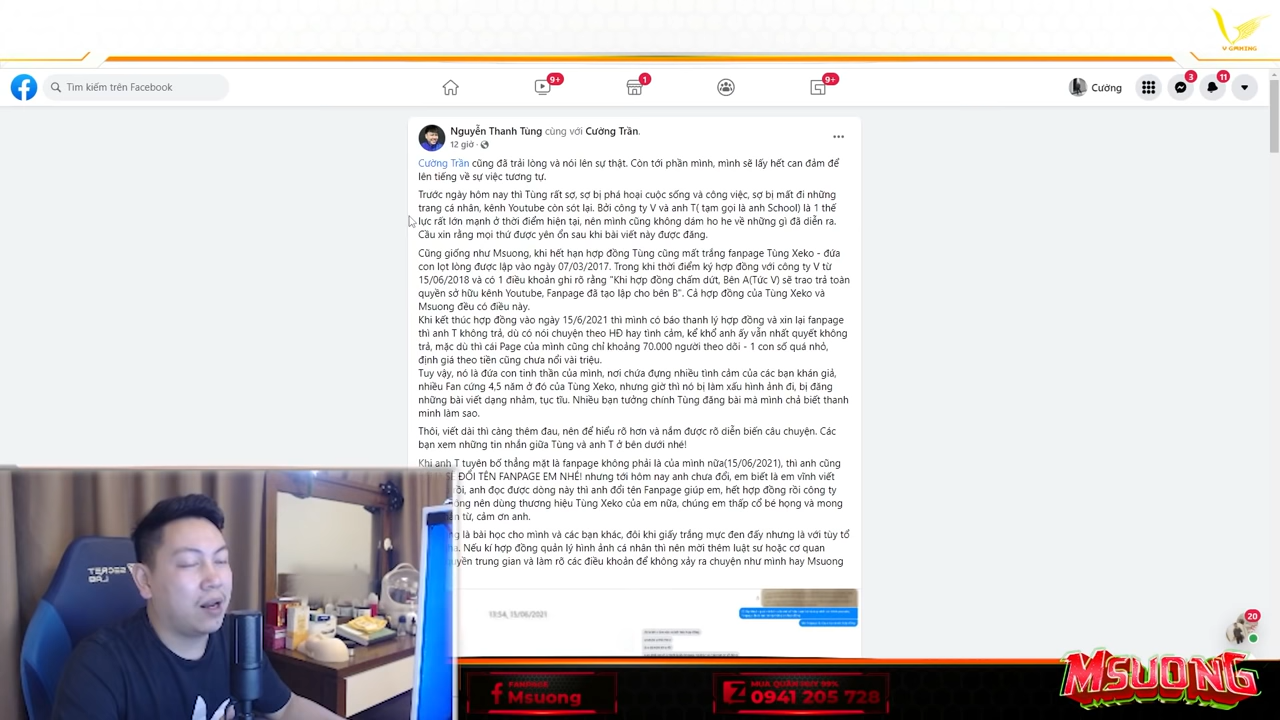 V GAMING
Tìm kiếm trên Facebook
9+
1
9+
Cường
3
11
Nguyễn Thanh Tùng cùng với Cường Trần.
12 giờ
Cường Trần cũng đã trải lòng và nói lên sự thật. Còn tới phần mình, mình sẽ lấy hết can đảm để
lên tiếng về sự việc tương tự.
Trước ngày hôm nay thì Tùng rất sợ, sợ bị phá hoại cuộc sống và công việc, sợ bị mất đi những
trang cá nhân, kênh Youtube còn sót lại. Bởi công ty V và anh T( tạm gọi là anh School) là 1 thế
lực rất lớn mạnh ở thời điểm hiện tại, nên mình cũng không dám ho he về những gì đã diễn ra.
Cầu xin rằng mọi thứ được yên ổn sau khi bài viết này được đăng.
Cũng giống như Msuong, khi hết hạn hợp đồng Tùng cũng mất trắng fanpage Tùng Xeko - đứa
con lọt lòng được lập vào ngày 07/03/2017. Trong khi thời điểm ký hợp đồng với công ty V từ
15/06/2018 và có 1 điều khoản ghi rõ rằng "Khi hợp đồng chấm dứt, Bên A(Tức V) sẽ trao trả toàn
quyền sở hữu kênh Youtube, Fanpage đã tạo lập cho bên B". Cả hợp đồng của Tùng Xeko và
Msuong đều có điều này.
Khi kết thúc hợp đồng vào ngày 15/6/2021 thì mình có báo thanh lý hợp đồng và xin lại fanpage
thì anh T không trả, dù có nói chuyện theo HĐ hay tình cảm, kể khổ anh ấy vẫn nhất quyết không
trả, mặc dù thì cái Page của mình cũng chỉ khoảng 70.000 người theo dõi - 1 con số quá nhỏ,
định giá theo tiền cũng chưa nổi vài triệu.
Tuy vậy, nó là đứa con tinh thần của mình, nơi chứa đựng nhiều tình cảm của các bạn khán giả,
nhiều Fan cứng 4,5 năm ở đó của Tùng Xeko, nhưng giờ thì nó bị làm xấu hình ảnh đi, bị đăng
những bài viết dạng nhảm, tục tĩu. Nhiều bạn tưởng chính Tùng đăng bài mà mình chả biết thanh
minh làm sao.
Thôi, viết dài thì càng thêm đau, nên để hiểu rõ hơn và nắm được rõ diễn biến câu chuyện. Các
bạn xem những tin nhắn giữa Tùng và anh T ở bên dưới nhé!
Khi anh T tuyên bố thẳng mặt là fanpage không phải là của mình nữa(15/06/2021), thì anh cũng
ĐỔI TÊN FANPAGE EM NHÉ! nhưng tới hôm nay anh chưa đổi, em biết là em vĩnh viết
rồi, anh đọc được dòng này thì anh đổi tên Fanpage giúp em, hết hợp đồng rồi công ty
nên dùng thương hiệu Tùng Xeko của em nữa, chúng em thấp cổ bé họng và mong
từ, cảm ơn anh.
là bài học cho mình và các bạn khác, đôi khi giấy trắng mực đen đấy nhưng là với tùy tổ
Nếu kí hợp đồng quản lý hình ảnh cá nhân thì nên mời thêm luật sư hoặc cơ quan
quyền trung gian và làm rõ các điều khoản để không xảy ra chuyện như mình hay Msuong
13:54, 15/06/2021
20
SECRET
LAB
FANPAGE
Msuong
MUA QUÂN HUY 99%
0941 205 728
MSUONG